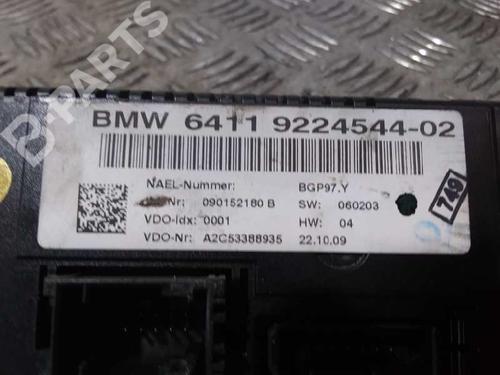 B-PARTS
BMW 6411 9224544-02
NAEL-Nummer: BGP97.Y
Nr: 090152180 B SW: 060203
VDO-Idx: 0001 HW: 04
VDO-Nr: A2C53388935 22.10.09
749